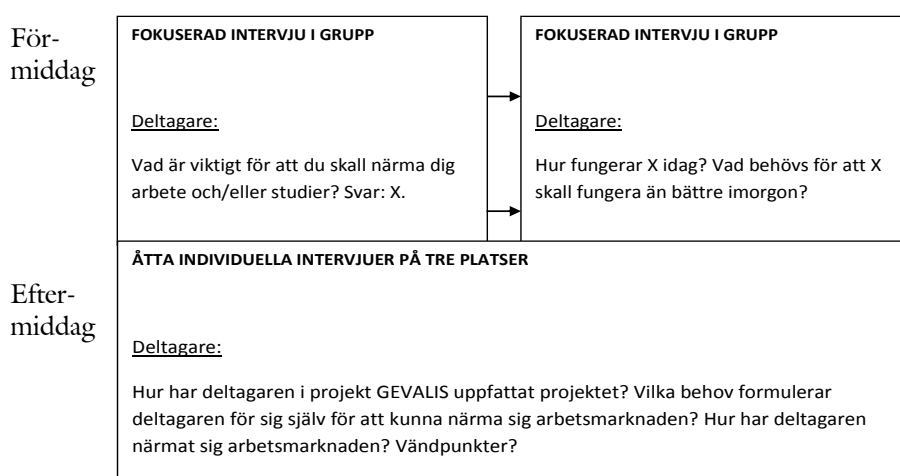 För-
middag
FOKUSERAD INTERVJU I GRUPP
Deltagare:
Vad är viktigt för att du skall närma dig
arbete och/eller studier? Svar: X.
FOKUSERAD INTERVJU I GRUPP
Deltagare:
Hur fungerar X idag? Vad behövs för att X
skall fungera än bättre imorgon?
Efter-
middag
ÅTTA INDIVIDUELLA INTERVJUER PÅ TRE PLATSER
Deltagare:
Hur har deltagaren i projekt GEVALIS uppfattat projektet? Vilka behov formulerar
deltagaren för sig själv för att kunna närma sig arbetsmarknaden? Hur har deltagaren
närmat sig arbetsmarknaden? Vändpunkter?